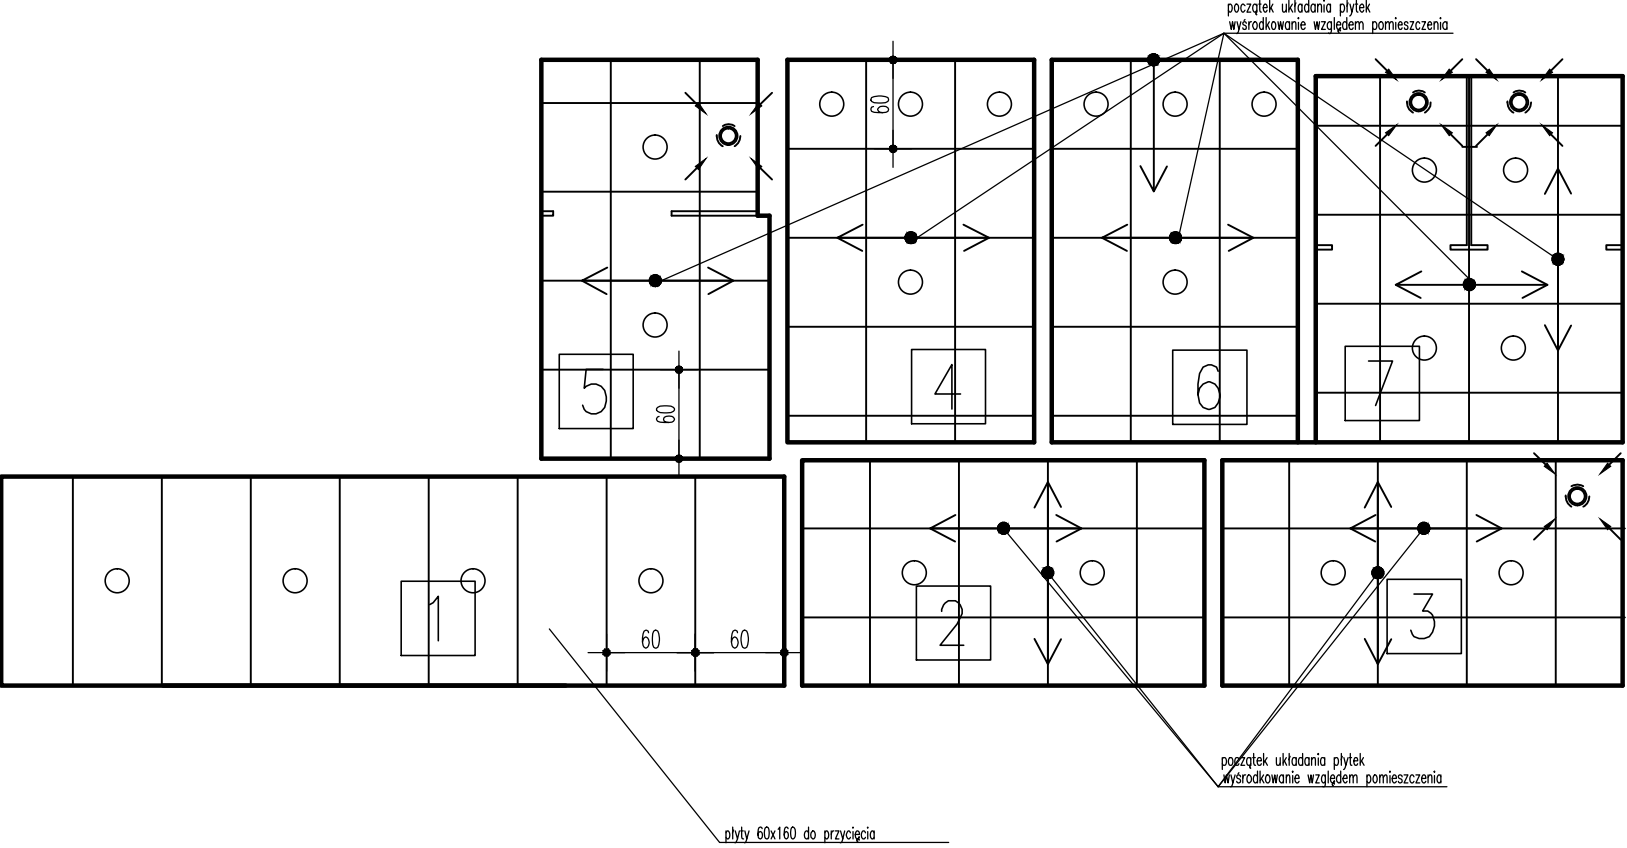 początek układania płytek
wyśrodkowanie względem pomieszczenia
60
5
4
6
7
60
1
2
3
60
60
początek układania płytek
wyśrodkowanie względem pomieszczenia
płyty 60x160 do przycięcia